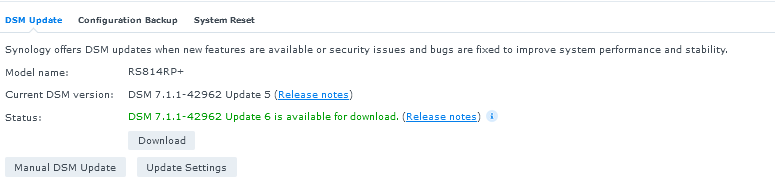 DSM Update Configuration Backup System Reset
Synology offers DSM updates when new features are available or security issues and bugs are fixed to improve system performance and stability.
Model name: RS814RP+
Current DSM version: DSM 7.1.1-42962 Update 5 (Release notes)
Status: DSM 7.1.1-42962 Update 6 is available for download. (Release notes) i
Download
Manual DSM Update Update Settings